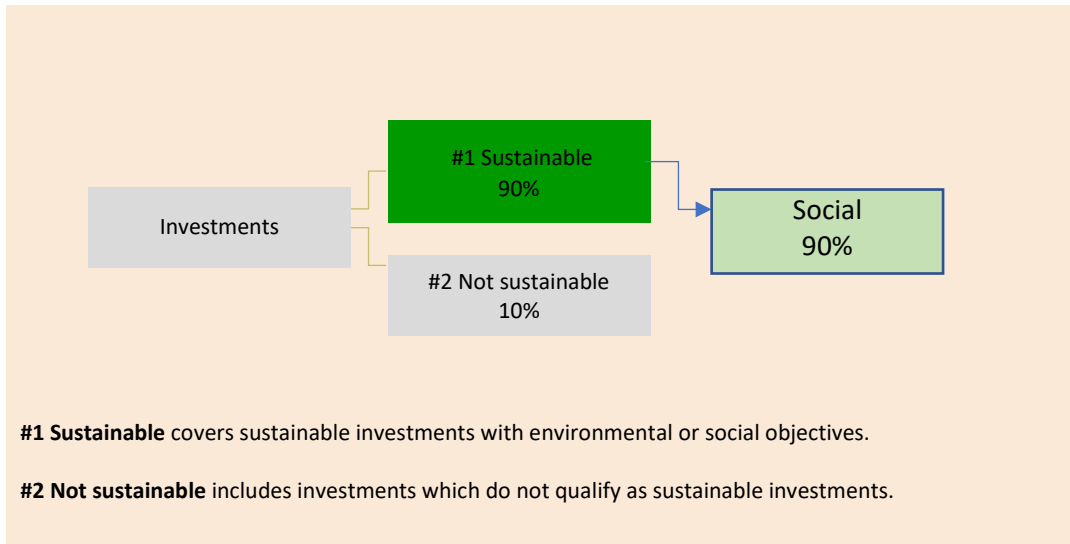 #1 Sustainable
90%
Investments
Social
90%
#2 Not sustainable
10%
#1 Sustainable covers sustainable investments with environmental or social objectives.
#2 Not sustainable includes investments which do not qualify as sustainable investments.